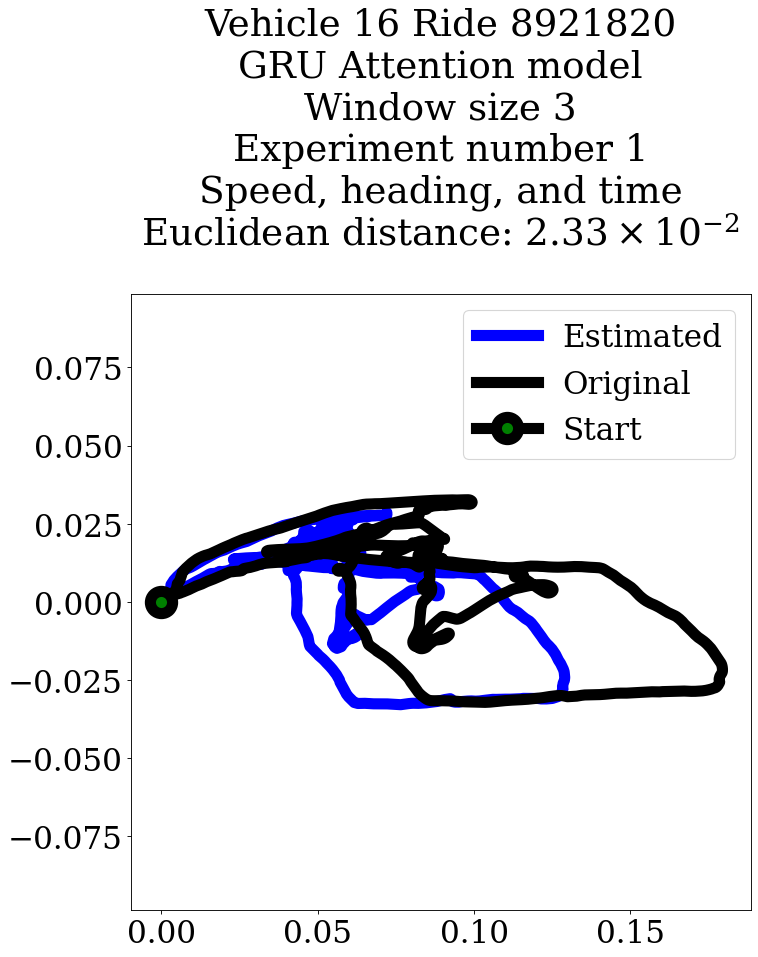 Vehicle 16 Ride 8921820
GRU Attention model
Window size 3
Experiment number 1
Speed, heading, and time
Euclidean distance: 2.33 × 10⁻²
Estimated
Original
Start
0.075
0.050
0.025
0.000
−0.025
−0.050
−0.075
0.00 0.05 0.10 0.15